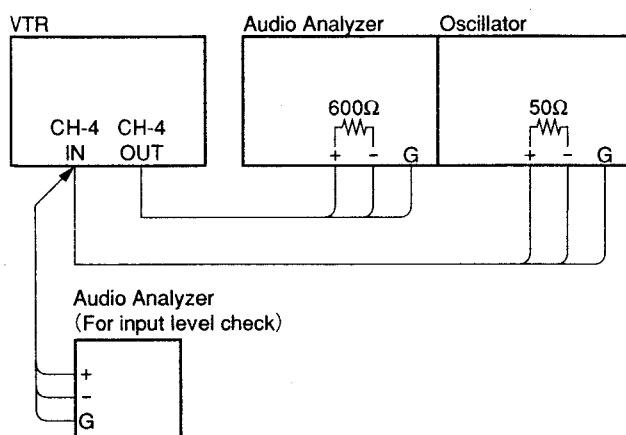 VTR
Audio Analyzer
Oscillator
600Ω
50Ω
CH-4 CH-4
IN OUT
+ − G
+ − G
Audio Analyzer
(For input level check)
+
−
G